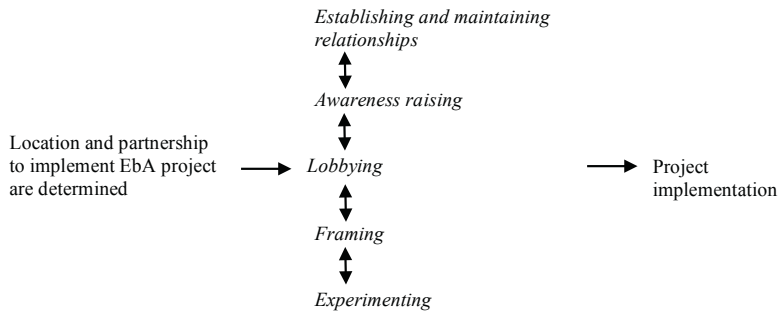 Establishing and maintaining
relationships
Awareness raising
Location and partnership
to implement EbA project
are determined
Lobbying
Project
implementation
Framing
Experimenting